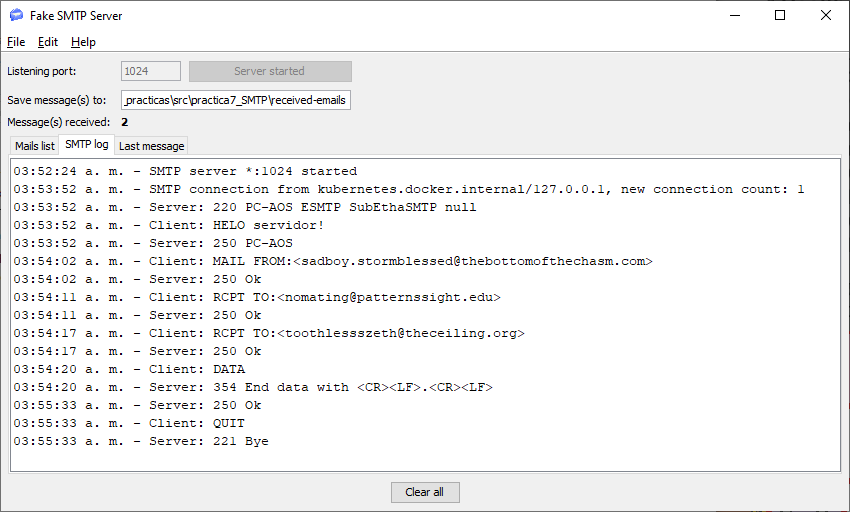 Fake SMTP Server
File Edit Help
Listening port: 1024 Server started
Save message(s) to: _practicas\src\practica7_SMTP\received-emails
Message(s) received: 2
Mails list SMTP log Last message
03:52:24 a. m. - SMTP server *:1024 started
03:53:52 a. m. - SMTP connection from kubernetes.docker.internal/127.0.0.1, new connection count: 1
03:53:52 a. m. - Server: 220 PC-AOS ESMTP SubEthaSMTP null
03:53:52 a. m. - Client: HELO servidor!
03:53:52 a. m. - Server: 250 PC-AOS
03:54:02 a. m. - Client: MAIL FROM:<sadboy.stormblessed@thebottomofthechasm.com>
03:54:02 a. m. - Server: 250 Ok
03:54:11 a. m. - Client: RCPT TO:<nomating@patternssight.edu>
03:54:11 a. m. - Server: 250 Ok
03:54:17 a. m. - Client: RCPT TO:<toothlessszeth@theceiling.org>
03:54:17 a. m. - Server: 250 Ok
03:54:20 a. m. - Client: DATA
03:54:20 a. m. - Server: 354 End data with <CR><LF>.<CR><LF>
03:55:33 a. m. - Server: 250 Ok
03:55:33 a. m. - Client: QUIT
03:55:33 a. m. - Server: 221 Bye
Clear all